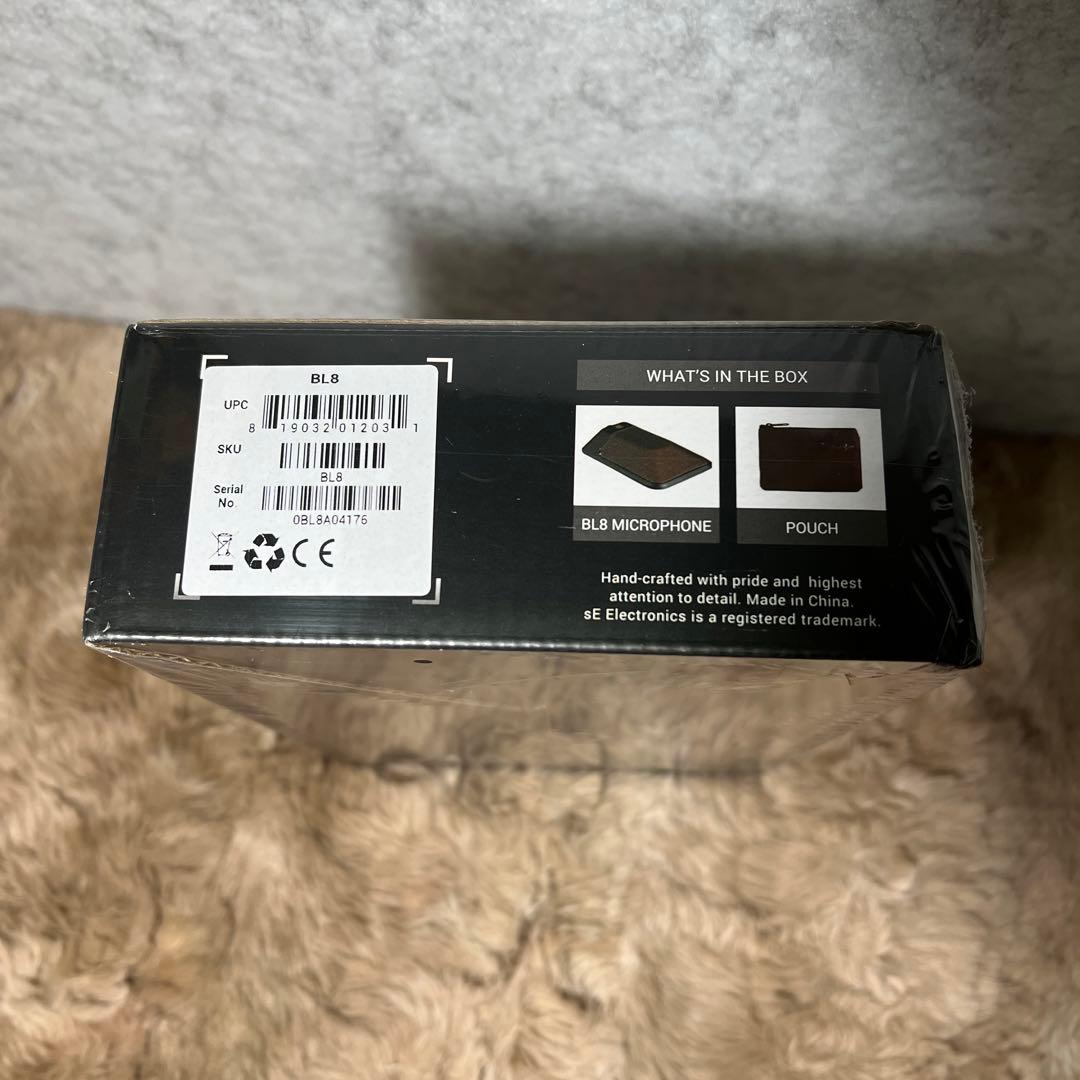 BL8
UPC
8 19032 01203 1
SKU
BL8
Serial
No.
0BL8A04176
CE
WHAT'S IN THE BOX
BL8 MICROPHONE
POUCH
Hand-crafted with pride and highest
attention to detail. Made in China.
sE Electronics is a registered trademark.